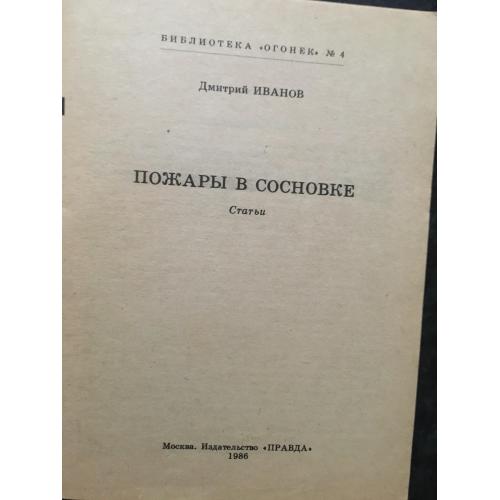 БИБЛИОТЕКА «ОГОНЕК» № 4
Дмитрий ИВАНОВ
ПОЖАРЫ В СОСНОВКЕ
Статьи
Москва. Издательство «ПРАВДА»
1986